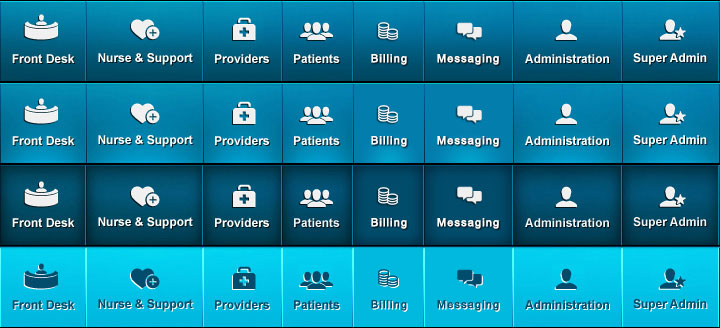 Front Desk Nurse & Support Providers Patients Billing Messaging Administration Super Admin
Front Desk Nurse & Support Providers Patients Billing Messaging Administration Super Admin
Front Desk Nurse & Support Providers Patients Billing Messaging Administration Super Admin
Front Desk Nurse & Support Providers Patients Billing Messaging Administration Super Admin